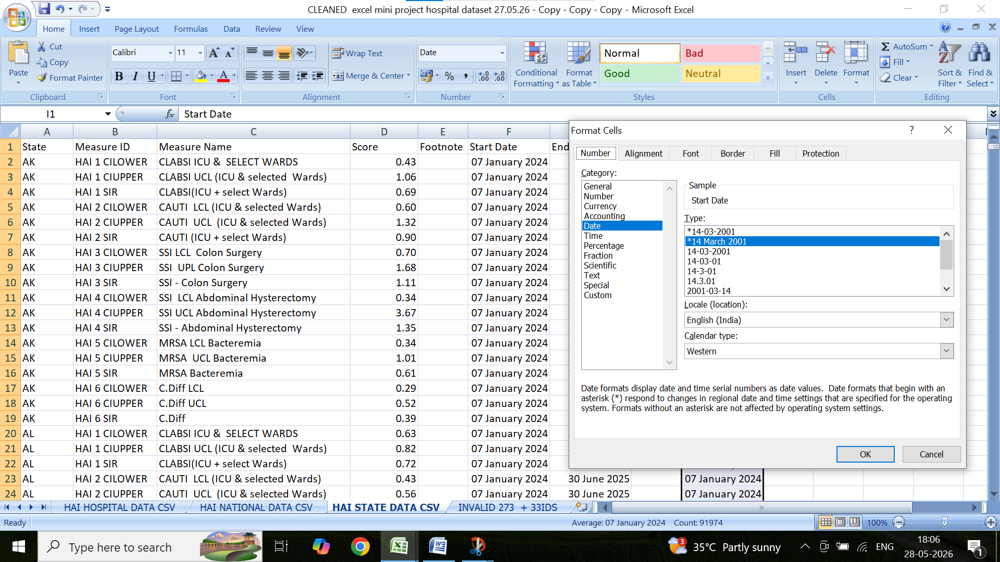 CLEANED  excel mini project hospital dataset 27.05.26 - Copy - Copy - Copy - Microsoft Excel
Home Insert Page Layout Formulas Data Review View
Paste
Cut
Copy
Format Painter
Clipboard
Calibri 11
B I U
Font
Wrap Text
Merge & Center
Alignment
Date
%
Number
Conditional Formatting
Format as Table
Normal Bad
Good Neutral
Styles
Insert Delete Format
Cells
AutoSum
Fill
Clear
Sort & Filter
Find & Select
Editing
I1 fx Start Date
A B C D E F
1 State Measure ID Measure Name Score Footnote Start Date End
2 AK HAI 1 CILOWER CLABSI ICU &  SELECT WARDS 0.43 07 January 2024
3 AK HAI 1 CIUPPER CLABSI UCL (ICU & selected  Wards) 1.06 07 January 2024
4 AK HAI 1 SIR CLABSI(ICU + select Wards) 0.69 07 January 2024
5 AK HAI 2 CILOWER CAUTI  LCL (ICU & selected Wards) 0.60 07 January 2024
6 AK HAI 2 CIUPPER CAUTI  UCL  (ICU & selected Wards) 1.32 07 January 2024
7 AK HAI 2 SIR CAUTI (ICU + select Wards) 0.90 07 January 2024
8 AK HAI 3 CILOWER SSI LCL  Colon Surgery 0.70 07 January 2024
9 AK HAI 3 CIUPPER SSI  UPL Colon Surgery 1.68 07 January 2024
10 AK HAI 3 SIR SSI - Colon Surgery 1.11 07 January 2024
11 AK HAI 4 CILOWER SSI  LCL Abdominal Hysterectomy 0.34 07 January 2024
12 AK HAI 4 CIUPPER SSI UCL Abdominal Hysterectomy 3.67 07 January 2024
13 AK HAI 4 SIR SSI - Abdominal Hysterectomy 1.35 07 January 2024
14 AK HAI 5 CILOWER MRSA LCL Bacteremia 0.34 07 January 2024
15 AK HAI 5 CIUPPER MRSA  UCL Bacteremia 1.01 07 January 2024
16 AK HAI 5 SIR MRSA Bacteremia 0.61 07 January 2024
17 AK HAI 6 CILOWER C.Diff LCL 0.29 07 January 2024
18 AK HAI 6 CIUPPER C.Diff UCL 0.52 07 January 2024
19 AK HAI 6 SIR C.Diff 0.39 07 January 2024
20 AL HAI 1 CILOWER CLABSI ICU &  SELECT WARDS 0.63 07 January 2024
21 AL HAI 1 CIUPPER CLABSI UCL (ICU & selected  Wards) 0.82 07 January 2024
22 AL HAI 1 SIR CLABSI(ICU + select Wards) 0.72 07 January 2024
23 AL HAI 2 CILOWER CAUTI  LCL (ICU & selected Wards) 0.43 07 January 2024 30 June 2025 07 January 2024
24 AL HAI 2 CIUPPER CAUTI  UCL  (ICU & selected Wards) 0.56 07 January 2024 30 June 2025 07 January 2024
Format Cells ?
Number Alignment Font Border Fill Protection
Category:
General
Number
Currency
Accounting
Date
Time
Percentage
Fraction
Scientific
Text
Special
Custom
Sample
Start Date
Type:
*14-03-2001
*14 March 2001
14-03-2001
14-03-01
14-3-01
14.3.01
2001-03-14
Locale (location):
English (India)
Calendar type:
Western
Date formats display date and time serial numbers as date values.  Date formats that begin with an
asterisk (*) respond to changes in regional date and time settings that are specified for the operating
system. Formats without an asterisk are not affected by operating system settings.
OK Cancel
HAI HOSPITAL DATA CSV HAI NATIONAL DATA CSV HAI STATE DATA CSV INVALID 273  + 33IDS
Ready Average: 07 January 2024 Count: 91974 100%
Type here to search
3 35°C Partly sunny ENG 18:06
28-05-2026 1